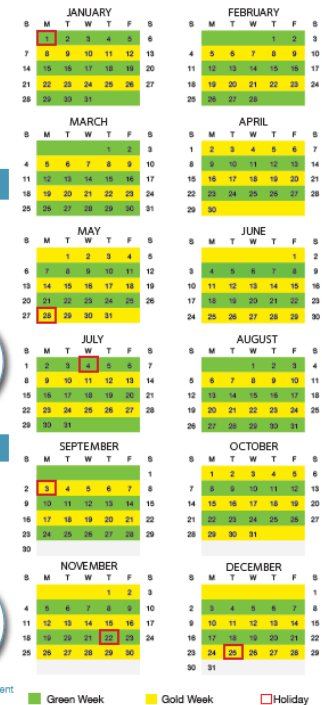 JANUARY
S M T W T F S
1 2 3 4 5 6
7 8 9 10 11 12 13
14 15 16 17 18 19 20
21 22 23 24 25 26 27
28 29 30 31
FEBRUARY
S M T W T F S
1 2 3
4 5 6 7 8 9 10
11 12 13 14 15 16 17
18 19 20 21 22 23 24
25 26 27 28
MARCH
S M T W T F S
1 2 3
4 5 6 7 8 9 10
11 12 13 14 15 16 17
18 19 20 21 22 23 24
25 26 27 28 29 30 31
APRIL
S M T W T F S
1 2 3 4 5 6 7
8 9 10 11 12 13 14
15 16 17 18 19 20 21
22 23 24 25 26 27 28
29 30
MAY
S M T W T F S
1 2 3 4 5
6 7 8 9 10 11 12
13 14 15 16 17 18 19
20 21 22 23 24 25 26
27 28 29 30 31
JUNE
S M T W T F S
1 2
3 4 5 6 7 8 9
10 11 12 13 14 15 16
17 18 19 20 21 22 23
24 25 26 27 28 29 30
JULY
S M T W T F S
1 2 3 4 5 6 7
8 9 10 11 12 13 14
15 16 17 18 19 20 21
22 23 24 25 26 27 28
29 30 31
AUGUST
S M T W T F S
1 2 3 4
5 6 7 8 9 10 11
12 13 14 15 16 17 18
19 20 21 22 23 24 25
26 27 28 29 30 31
SEPTEMBER
S M T W T F S
1
2 3 4 5 6 7 8
9 10 11 12 13 14 15
16 17 18 19 20 21 22
23 24 25 26 27 28 29
30
OCTOBER
S M T W T F S
1 2 3 4 5 6
7 8 9 10 11 12 13
14 15 16 17 18 19 20
21 22 23 24 25 26 27
28 29 30 31
NOVEMBER
S M T W T F S
1 2 3
4 5 6 7 8 9 10
11 12 13 14 15 16 17
18 19 20 21 22 23 24
25 26 27 28 29 30
DECEMBER
S M T W T F S
1
2 3 4 5 6 7 8
9 10 11 12 13 14 15
16 17 18 19 20 21 22
23 24 25 26 27 28 29
30 31
ent
Green Week Gold Week Holiday